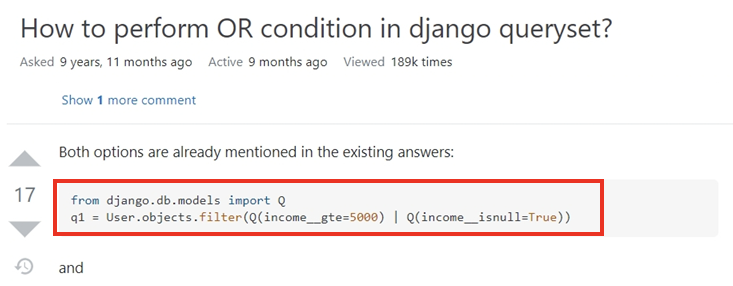 How to perform OR condition in django queryset?
Asked 9 years, 11 months ago Active 9 months ago Viewed 189k times
Show 1 more comment
Both options are already mentioned in the existing answers:
17
from django.db.models import Q
q1 = User.objects.filter(Q(income__gte=5000) | Q(income__isnull=True))
and